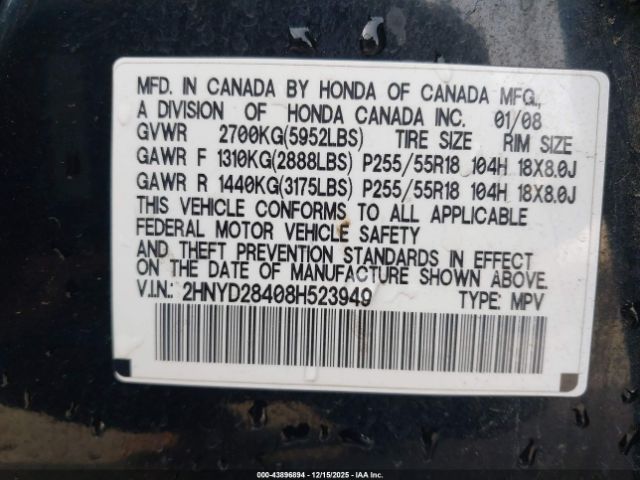 MFD. IN CANADA BY HONDA OF CANADA MFG.,
A DIVISION OF HONDA CANADA INC. 01/08
GVWR 2700KG(5952LBS) TIRE SIZE RIM SIZE
GAWR F 1310KG(2888LBS) P255/55R18 104H 18X8.0J
GAWR R 1440KG(3175LBS) P255/55R18 104H 18X8.0J
THIS VEHICLE CONFORMS TO ALL APPLICABLE
FEDERAL MOTOR VEHICLE SAFETY
AND THEFT PREVENTION STANDARDS IN EFFECT
ON THE DATE OF MANUFACTURE SHOWN ABOVE.
V.I.N.: 2HNYD28408H523949 TYPE: MPV
000-43896894 - 12/15/2025 - IAA Inc.